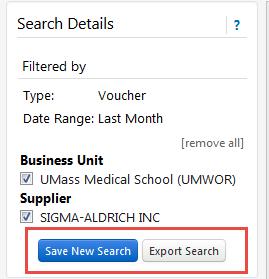 Search Details ?
Filtered by
Type: Voucher
Date Range: Last Month
[remove all]
Business Unit
UMass Medical School (UMWOR)
Supplier
SIGMA-ALDRICH INC
Save New Search Export Search